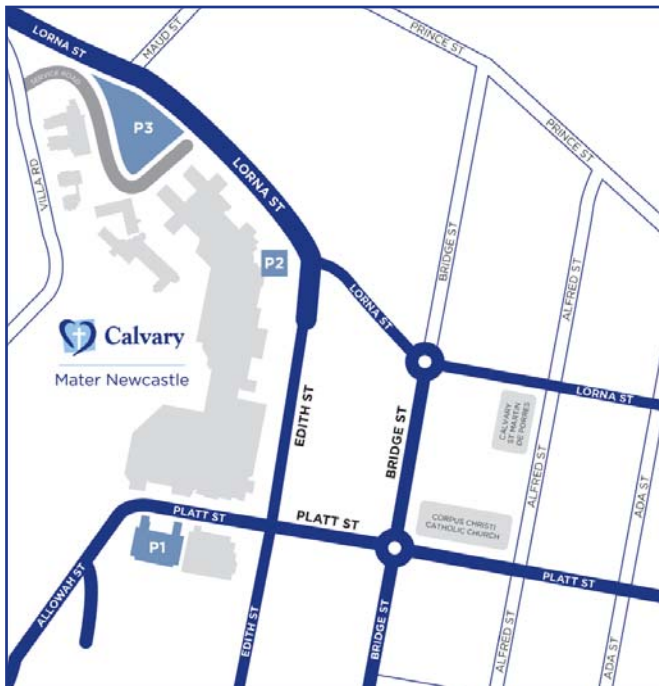 LORNA ST
MAUD ST
PRINCE ST
SERVICE ROAD
P3
PRINCE ST
VILLA RD
LORNA ST
BRIDGE ST
ALFRED ST
P2
LORNA ST
Calvary
Mater Newcastle
EDITH ST
BRIDGE ST
LORNA ST
CALVARY
ST MARTIN
DE PORRES
ALFRED ST
ADA ST
PLATT ST
PLATT ST
CORPUS CHRISTI
CATHOLIC CHURCH
P1
PLATT ST
ALLOWAH ST
EDITH ST
BRIDGE ST
ALFRED ST
ADA ST